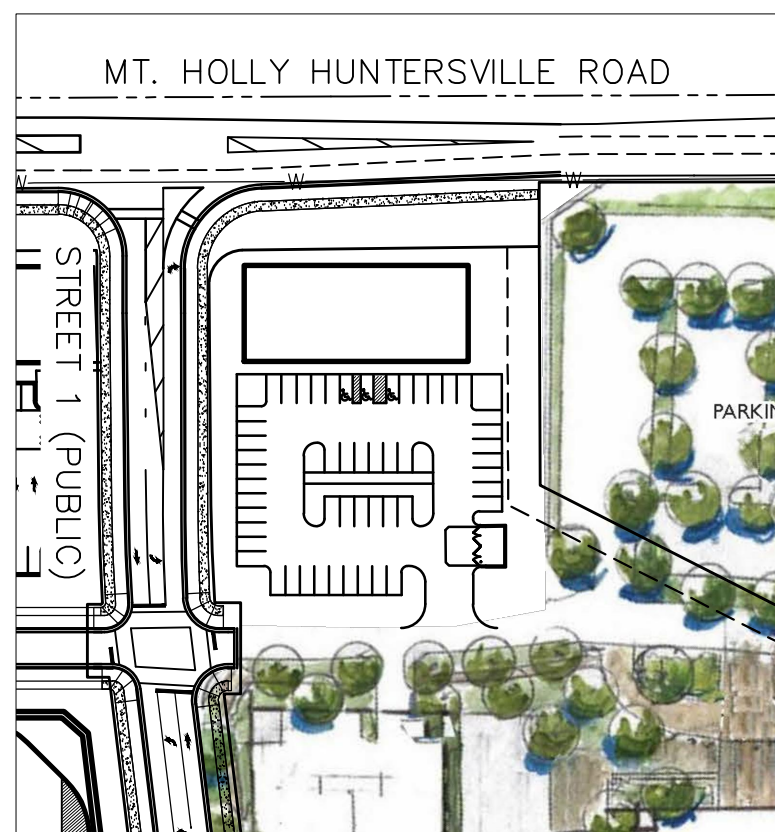 MT. HOLLY HUNTERSVILLE ROAD
W
W
W
STREET 1 (PUBLIC)
PARKIN